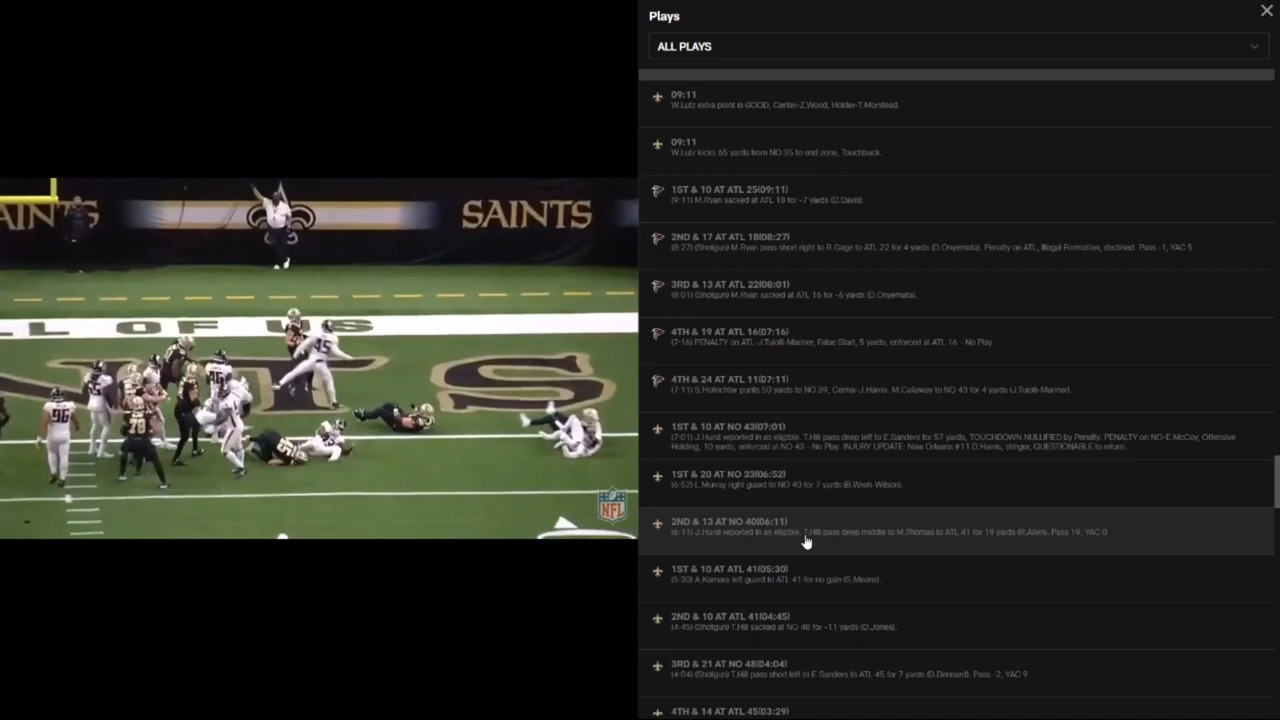 Plays
ALL PLAYS
09:11
W.Lutz extra point is GOOD, Center-Z.Wood, Holder-T.Morstead.
09:11
W.Lutz kicks 65 yards from NO 35 to end zone, Touchback.
1ST & 10 AT ATL 25(09:11)
(9:11) M.Ryan sacked at ATL 18 for -7 yards (D.Davis).
2ND & 17 AT ATL 18(08:27)
(8:27) (Shotgun) M.Ryan pass short right to R.Gage to ATL 22 for 4 yards (D.Onyemata). Penalty on ATL, Illegal Formation, declined. Pass -1, YAC 5
3RD & 13 AT ATL 22(08:01)
(8:01) (Shotgun) M.Ryan sacked at ATL 16 for -6 yards (D.Onyemata).
4TH & 19 AT ATL 16(07:16)
(7:16) PENALTY on ATL-J.Tuioti-Mariner, False Start, 5 yards, enforced at ATL 16 - No Play.
4TH & 24 AT ATL 11(07:11)
(7:11) S.Hofrichter punts 50 yards to NO 39, Center-J.Harris. M.Callaway to NO 43 for 4 yards (J.Tuioti-Mariner).
1ST & 10 AT NO 43(07:01)
(7:01) J.Hurst reported in as eligible. T.Hill pass deep left to E.Sanders for 57 yards, TOUCHDOWN NULLIFIED by Penalty. PENALTY on NO-E.McCoy, Offensive
Holding, 10 yards, enforced at NO 43 - No Play. INJURY UPDATE: New Orleans #11 D.Harris, stinger, QUESTIONABLE to return.
1ST & 20 AT NO 33(06:52)
(6:52) L.Murray right guard to NO 40 for 7 yards (B.Wreh-Wilson).
2ND & 13 AT NO 40(06:11)
(6:11) J.Hurst reported in as eligible. T.Hill pass deep middle to M.Thomas to ATL 41 for 19 yards (R.Allen). Pass 19, YAC 0
1ST & 10 AT ATL 41(05:30)
(5:30) A.Kamara left guard to ATL 41 for no gain (S.Means).
2ND & 10 AT ATL 41(04:45)
(4:45) (Shotgun) T.Hill sacked at NO 48 for -11 yards (D.Jones).
3RD & 21 AT NO 48(04:04)
(4:04) (Shotgun) T.Hill pass short left to E.Sanders to ATL 45 for 7 yards (D.Dennard). Pass -2, YAC 9
4TH & 14 AT ATL 45(03:29)
AINTS
SAINTS
L OF US
NTS
96
45
78
NFL